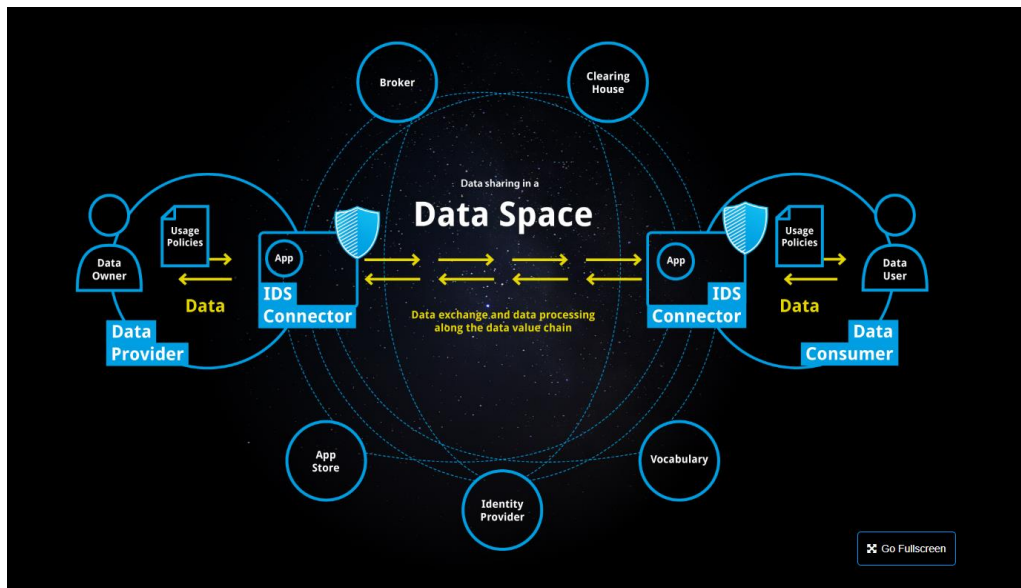 Broker
Clearing
House
Data sharing in a
Data Space
Usage
Policies
Usage
Policies
App
App
Data
Owner
Data
User
IDS
Connector
IDS
Connector
Data
Data
Data exchange and data processing
along the data value chain
Data
Provider
Data
Consumer
App
Store
Vocabulary
Identity
Provider
Go Fullscreen